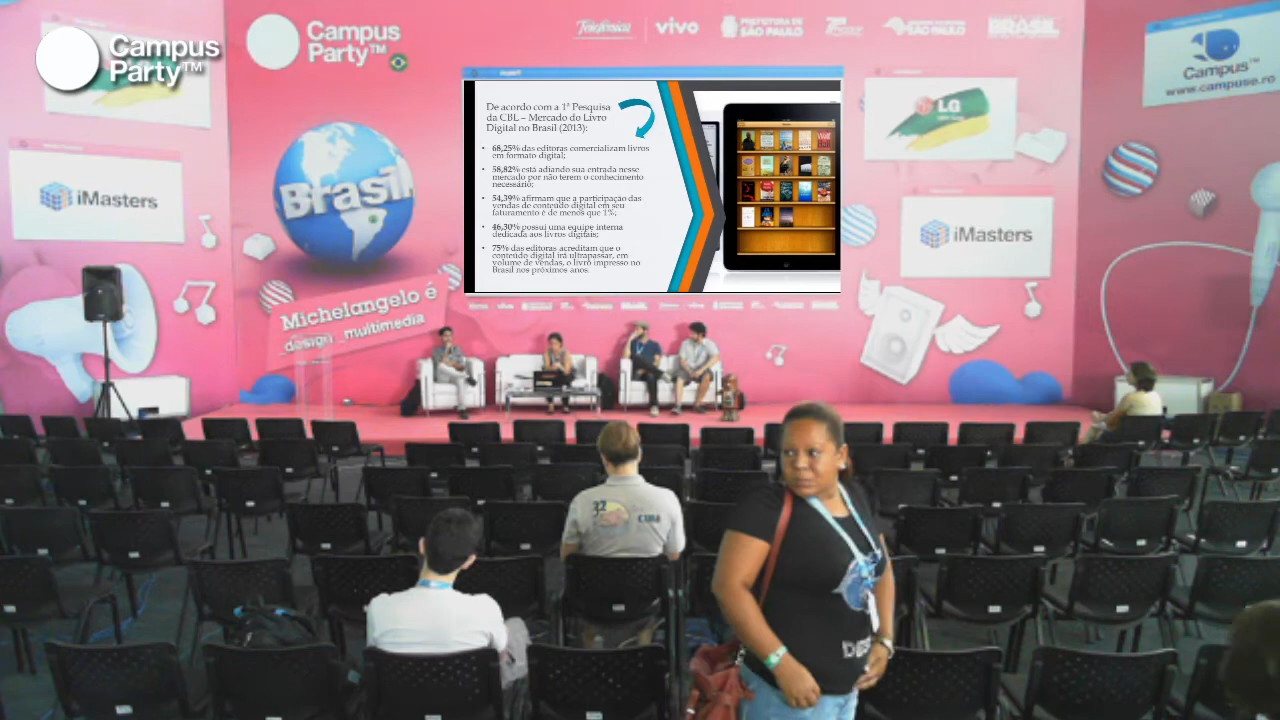 Campus
Party™
Campus
Party™
Telefónica
vivo
PREFEITURA DE
SÃO PAULO
BRASIL
Campus™
www.campuse.ro
LG
iMasters
iMasters
Brasil
De acordo com a 1ª Pesquisa
da CBL – Mercado do Livro
Digital no Brasil (2013):
• 68,25% das editoras comercializam livros
em formato digital;
• 58,82% está adiando sua entrada nesse
mercado por não terem o conhecimento
necessário;
• 54,39% afirmam que a participação das
vendas de conteúdo digital em seu
faturamento é de menos que 1%;
• 46,30% possui uma equipe interna
dedicada aos livros digitais;
• 75% das editoras acreditam que o
conteúdo digital irá ultrapassar, em
volume de vendas, o livro impresso no
Brasil nos próximos anos.
Michelangelo é
_design _multimedia
CUBA